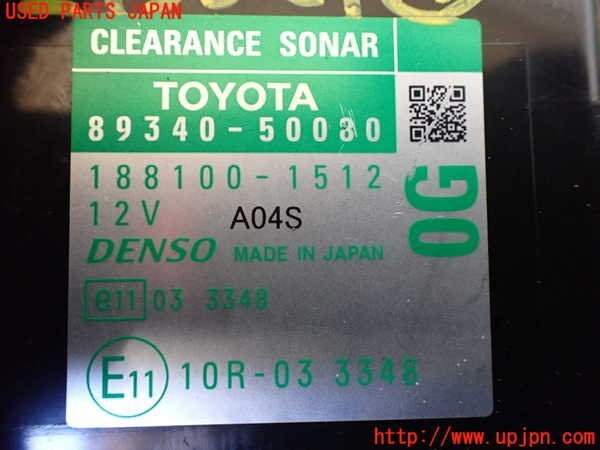 USED PARTS JAPAN
CLEARANCE SONAR
TOYOTA
89340-50080
188100-1512
12V A04S
0G
DENSO MADE IN JAPAN
e11 03 3348
E11 10R-03 3348
http://www.upjpn.com/